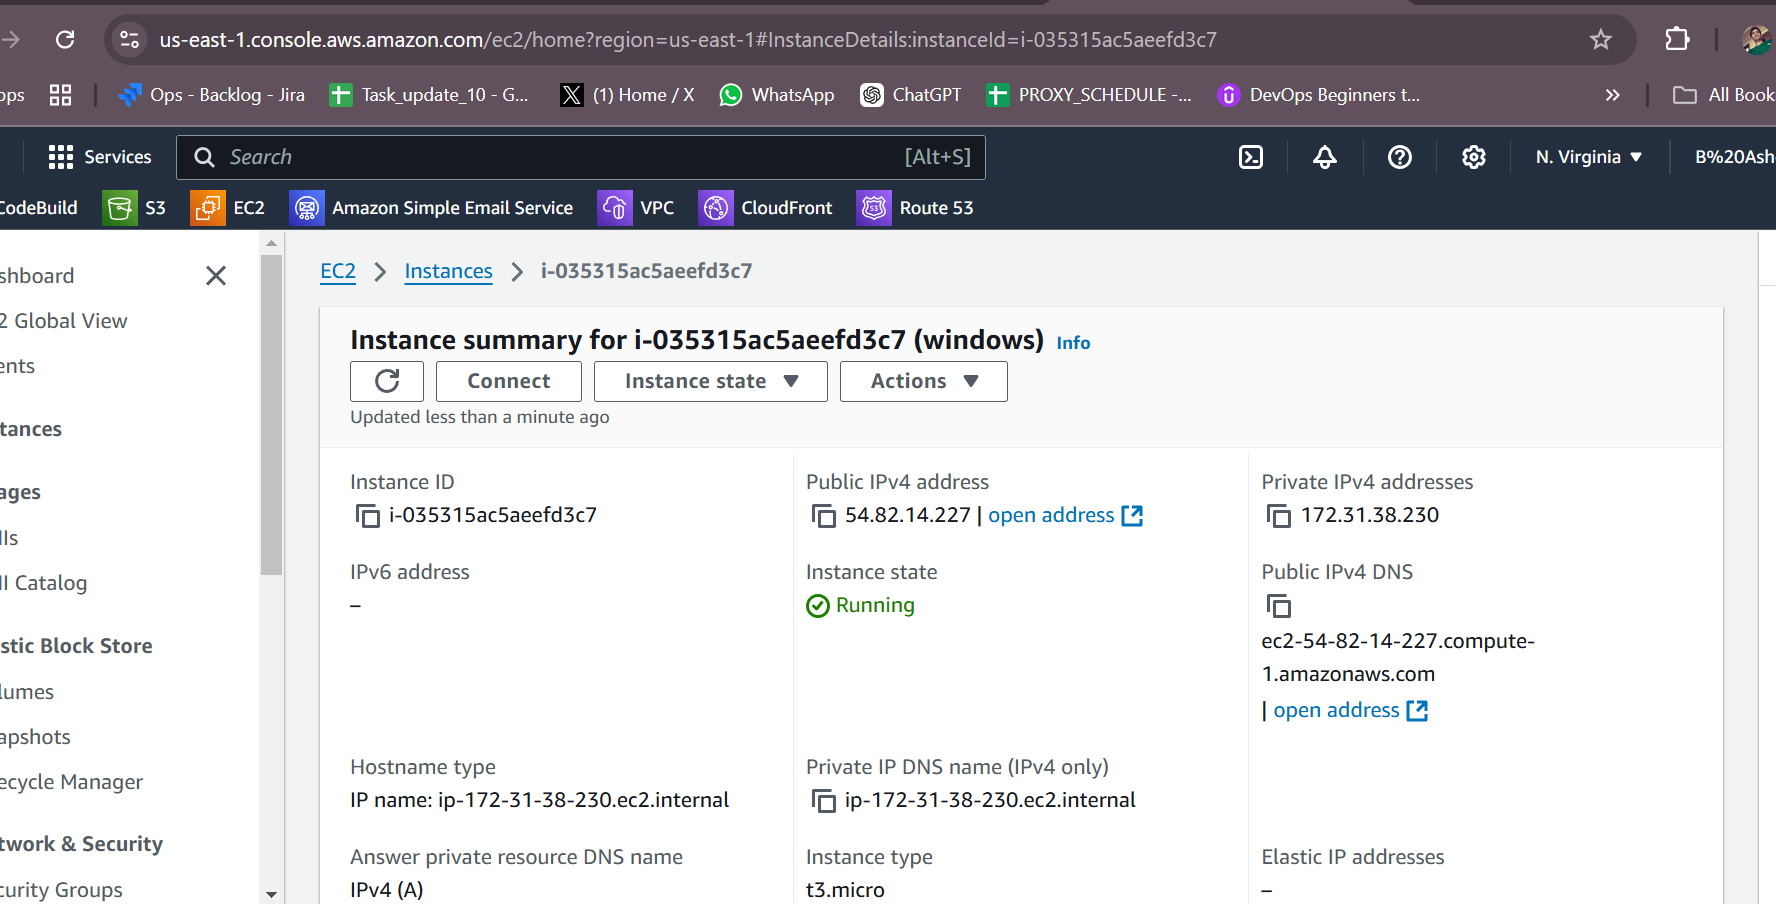 us-east-1.console.aws.amazon.com/ec2/home?region=us-east-1#InstanceDetails:instanceId=i-035315ac5aeefd3c7
ops Ops - Backlog - Jira Task_update_10 - G... (1) Home / X WhatsApp ChatGPT PROXY_SCHEDULE -... DevOps Beginners t... » All Book
Services Search [Alt+S] N. Virginia B%20Ash
CodeBuild S3 EC2 Amazon Simple Email Service VPC CloudFront Route 53
shboard
2 Global View
ents
tances
ages
IIs
II Catalog
stic Block Store
lumes
apshots
ecycle Manager
twork & Security
curity Groups
EC2 > Instances > i-035315ac5aeefd3c7
Instance summary for i-035315ac5aeefd3c7 (windows) Info
Connect Instance state Actions
Updated less than a minute ago
Instance ID
i-035315ac5aeefd3c7
Public IPv4 address
54.82.14.227 | open address
Private IPv4 addresses
172.31.38.230
IPv6 address
–
Instance state
Running
Public IPv4 DNS
ec2-54-82-14-227.compute-
1.amazonaws.com
| open address
Hostname type
IP name: ip-172-31-38-230.ec2.internal
Private IP DNS name (IPv4 only)
ip-172-31-38-230.ec2.internal
Answer private resource DNS name
IPv4 (A)
Instance type
t3.micro
Elastic IP addresses
–